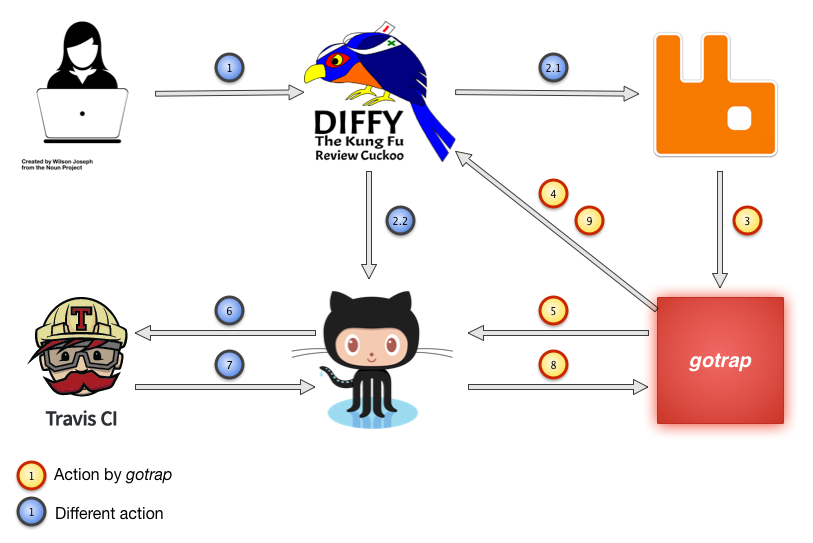 1
2.1
DIFFY
The Kung Fu
Review Cuckoo
Created by Wilson Joseph
from the Noun Project
4
9
3
2.2
6
5
T
gotrap
7
8
Travis CI
1 Action by gotrap
1 Different action